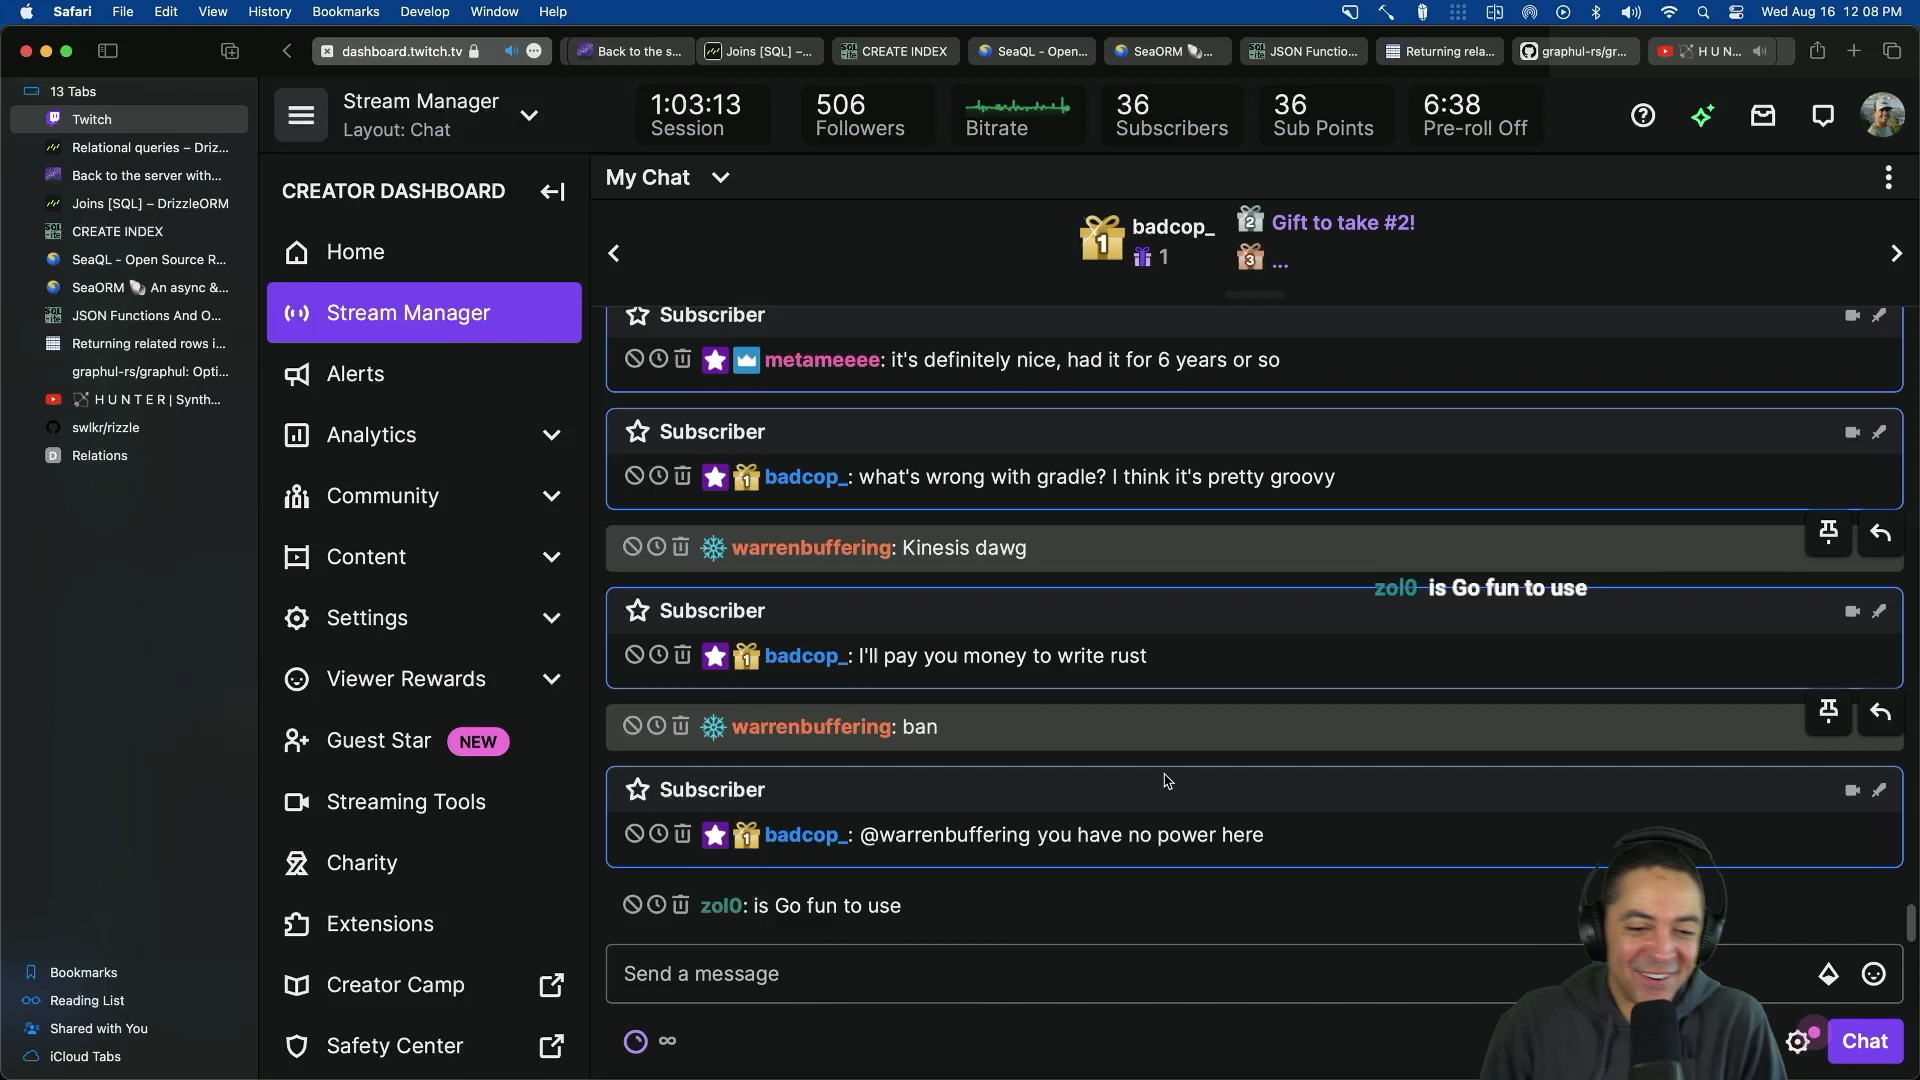 Safari File Edit View History Bookmarks Develop Window Help
Wed Aug 16 12 08 PM
dashboard.twitch.tv
Back to the s...
Joins [SQL] –...
CREATE INDEX
SeaQL - Open...
SeaORM 🐚...
JSON Functio...
Returning rela...
graphul-rs/gr...
H U N...
13 Tabs
Twitch
Relational queries – Driz...
Back to the server with...
Joins [SQL] – DrizzleORM
CREATE INDEX
SeaQL - Open Source R...
SeaORM 🐚 An async &...
JSON Functions And O...
Returning related rows i...
graphul-rs/graphul: Opti...
H U N T E R | Synth...
swlkr/rizzle
D Relations
Bookmarks
Reading List
Shared with You
iCloud Tabs
Stream Manager
Layout: Chat
1:03:13
Session
506
Followers
Bitrate
36
Subscribers
36
Sub Points
6:38
Pre-roll Off
CREATOR DASHBOARD
Home
Stream Manager
Alerts
Analytics
Community
Content
Settings
Viewer Rewards
Guest Star NEW
Streaming Tools
Charity
Extensions
Creator Camp
Safety Center
My Chat
1 badcop_
1
2 Gift to take #2!
3 ...
Subscriber
metameeee: it's definitely nice, had it for 6 years or so
Subscriber
1 badcop_: what's wrong with gradle? I think it's pretty groovy
warrenbuffering: Kinesis dawg
zol0 is Go fun to use
Subscriber
1 badcop_: I'll pay you money to write rust
warrenbuffering: ban
Subscriber
1 badcop_: @warrenbuffering you have no power here
zol0: is Go fun to use
Send a message
Chat